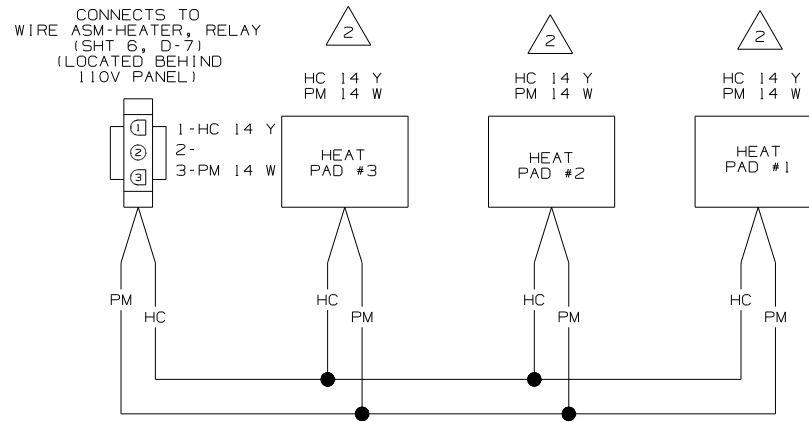 CONNECTS TO
WIRE ASM-HEATER, RELAY
(SHT 6, D-7)
(LOCATED BEHIND
110V PANEL)
1
2
3
1-HC 14 Y
2-
3-PM 14 W
2
HC 14 Y
PM 14 W
HEAT
PAD #3
2
HC 14 Y
PM 14 W
HEAT
PAD #2
2
HC 14 Y
PM 14 W
HEAT
PAD #1
PM
HC
HC
PM
HC
PM
HC
PM